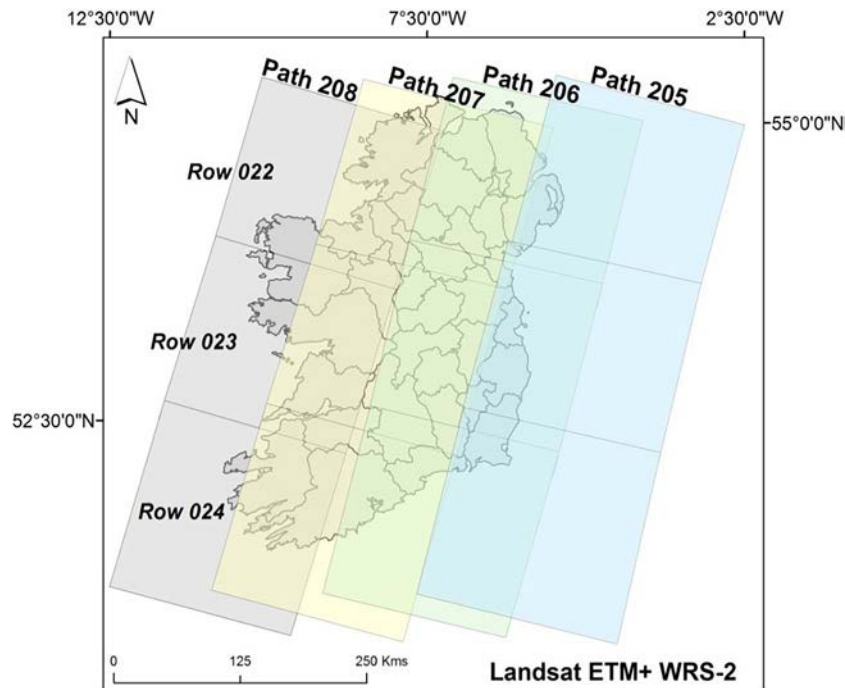 12°30'0"W 7°30'0"W 2°30'0"W
Path 208 Path 207 Path 206 Path 205
N
55°0'0"N
Row 022
Row 023
52°30'0"N
Row 024
0 125 250 Kms
Landsat ETM+ WRS-2